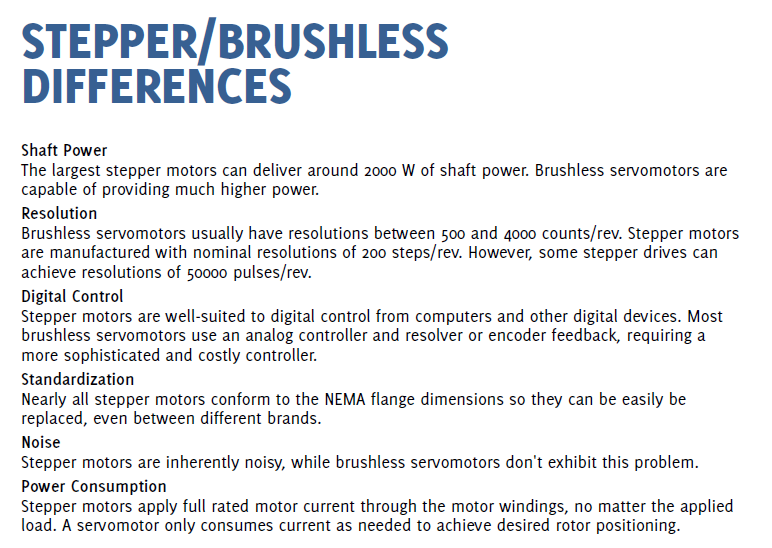 STEPPER/BRUSHLESS
DIFFERENCES
Shaft Power
The largest stepper motors can deliver around 2000 W of shaft power. Brushless servomotors are
capable of providing much higher power.
Resolution
Brushless servomotors usually have resolutions between 500 and 4000 counts/rev. Stepper motors
are manufactured with nominal resolutions of 200 steps/rev. However, some stepper drives can
achieve resolutions of 50000 pulses/rev.
Digital Control
Stepper motors are well-suited to digital control from computers and other digital devices. Most
brushless servomotors use an analog controller and resolver or encoder feedback, requiring a
more sophisticated and costly controller.
Standardization
Nearly all stepper motors conform to the NEMA flange dimensions so they can be easily be
replaced, even between different brands.
Noise
Stepper motors are inherently noisy, while brushless servomotors don't exhibit this problem.
Power Consumption
Stepper motors apply full rated motor current through the motor windings, no matter the applied
load. A servomotor only consumes current as needed to achieve desired rotor positioning.